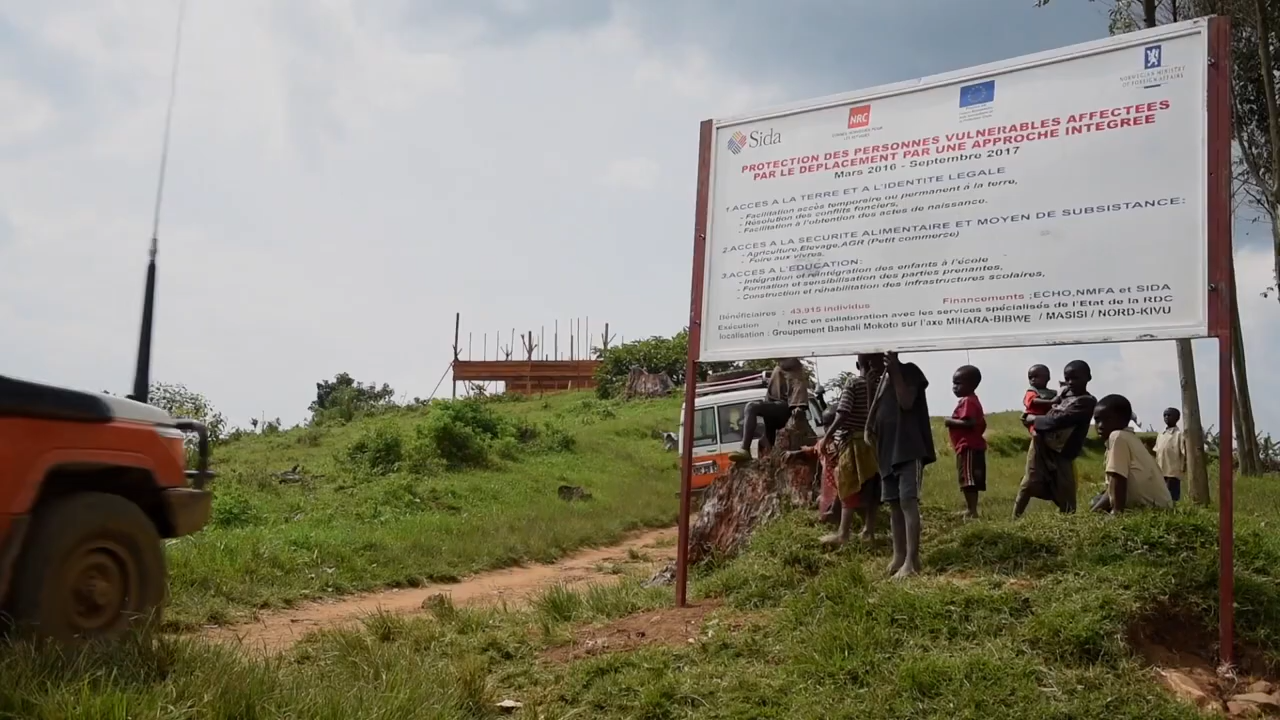 Sida
NRC
NORWEGIAN MINISTRY
OF FOREIGN AFFAIRS
PROTECTION DES PERSONNES VULNERABLES AFFECTEES
PAR LE DEPLACEMENT PAR UNE APPROCHE INTEGREE
Mars 2016 - Septembre 2017
1.ACCES A LA TERRE ET A L'IDENTITE LEGALE
- Facilitation accès temporaire ou permanent à la terre,
- Résolution des conflits fonciers,
- Facilitation à l'obtention des actes de naissance.
2.ACCES A LA SECURITE ALIMENTAIRE ET MOYEN DE SUBSISTANCE:
- Agriculture,Elevage,AGR (Petit commerce)
- Foire aux vivres.
3.ACCES A L'EDUCATION:
- Intégration et réintégration des enfants à l'école
- Formation et sensibilisation des parties prenantes,
- Construction et réhabilitation des infrastructures scolaires,
Bénéficiaires : 43.915 individus Financements ;ECHO,NMFA et SIDA
Exécution : NRC en collaboration avec les services spécialisés de l'Etat de la RDC
localisation : Groupement Bashali Mokoto sur l'axe MIHARA-BIBWE / MASISI / NORD-KIVU